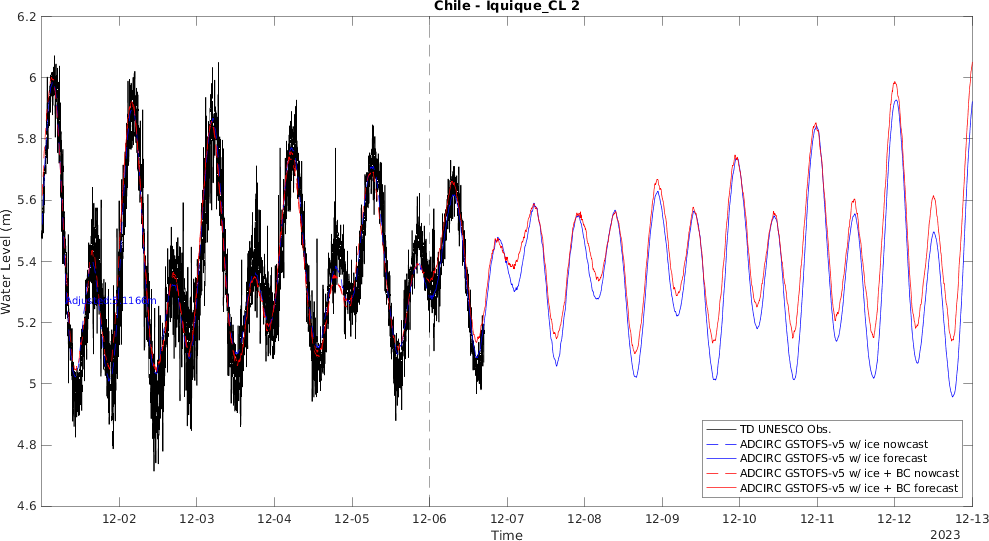 Chile - Iquique_CL 2
6.2
6
5.8
5.6
5.4
5.2
5
4.8
4.6
Water Level (m)
12-02
12-03
12-04
12-05
12-06
12-07
12-08
12-09
12-10
12-11
12-12
12-13
Time
2023
TD UNESCO Obs.
ADCIRC GSTOFS-v5 w/ ice nowcast
ADCIRC GSTOFS-v5 w/ ice forecast
ADCIRC GSTOFS-v5 w/ ice + BC nowcast
ADCIRC GSTOFS-v5 w/ ice + BC forecast